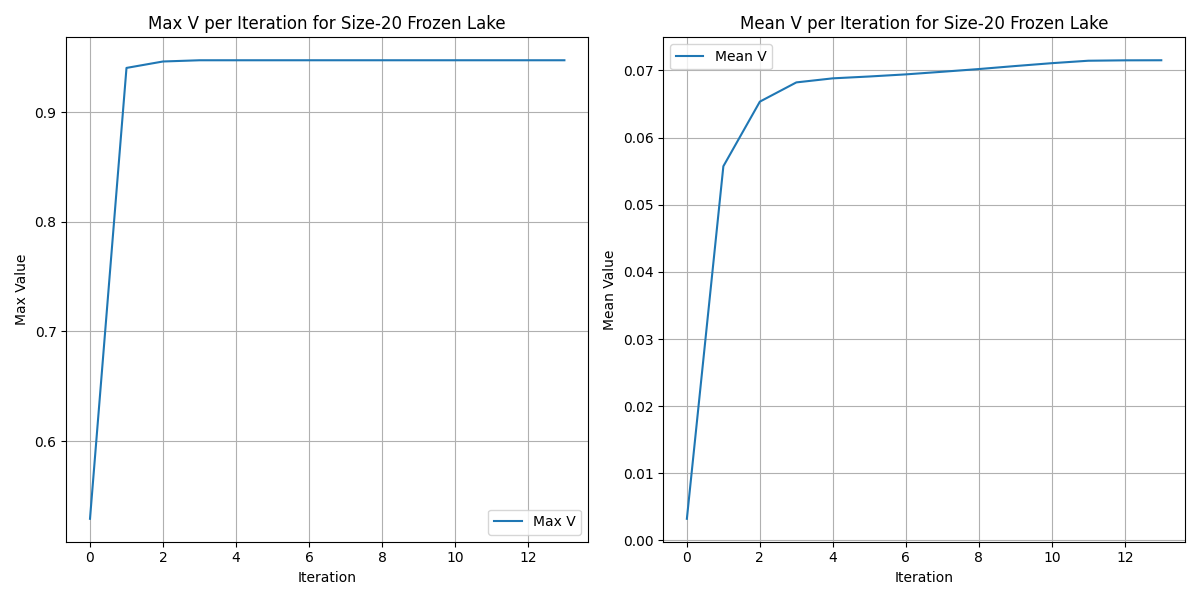 Max V per Iteration for Size-20 Frozen Lake
Max Value
0.9
0.8
0.7
0.6
Max V
0 2 4 6 8 10 12
Iteration
Mean V per Iteration for Size-20 Frozen Lake
Mean V
Mean Value
0.07
0.06
0.05
0.04
0.03
0.02
0.01
0.00
0 2 4 6 8 10 12
Iteration